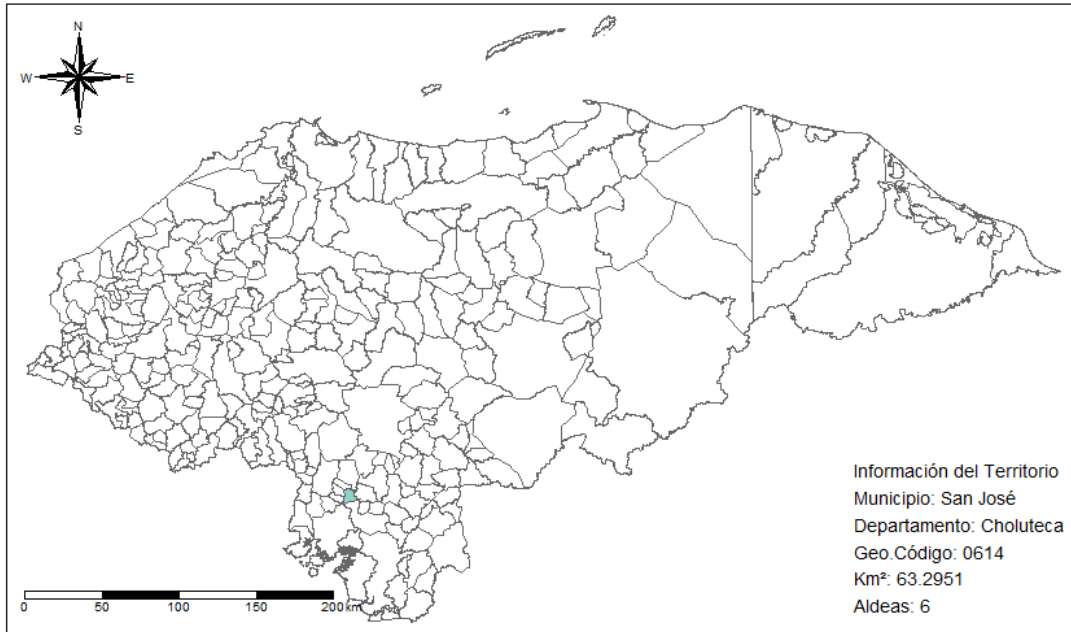 N
W E
S
Información del Territorio
Municipio: San José
Departamento: Choluteca
Geo.Código: 0614
Km²: 63.2951
Aldeas: 6
0 50 100 150 200 km